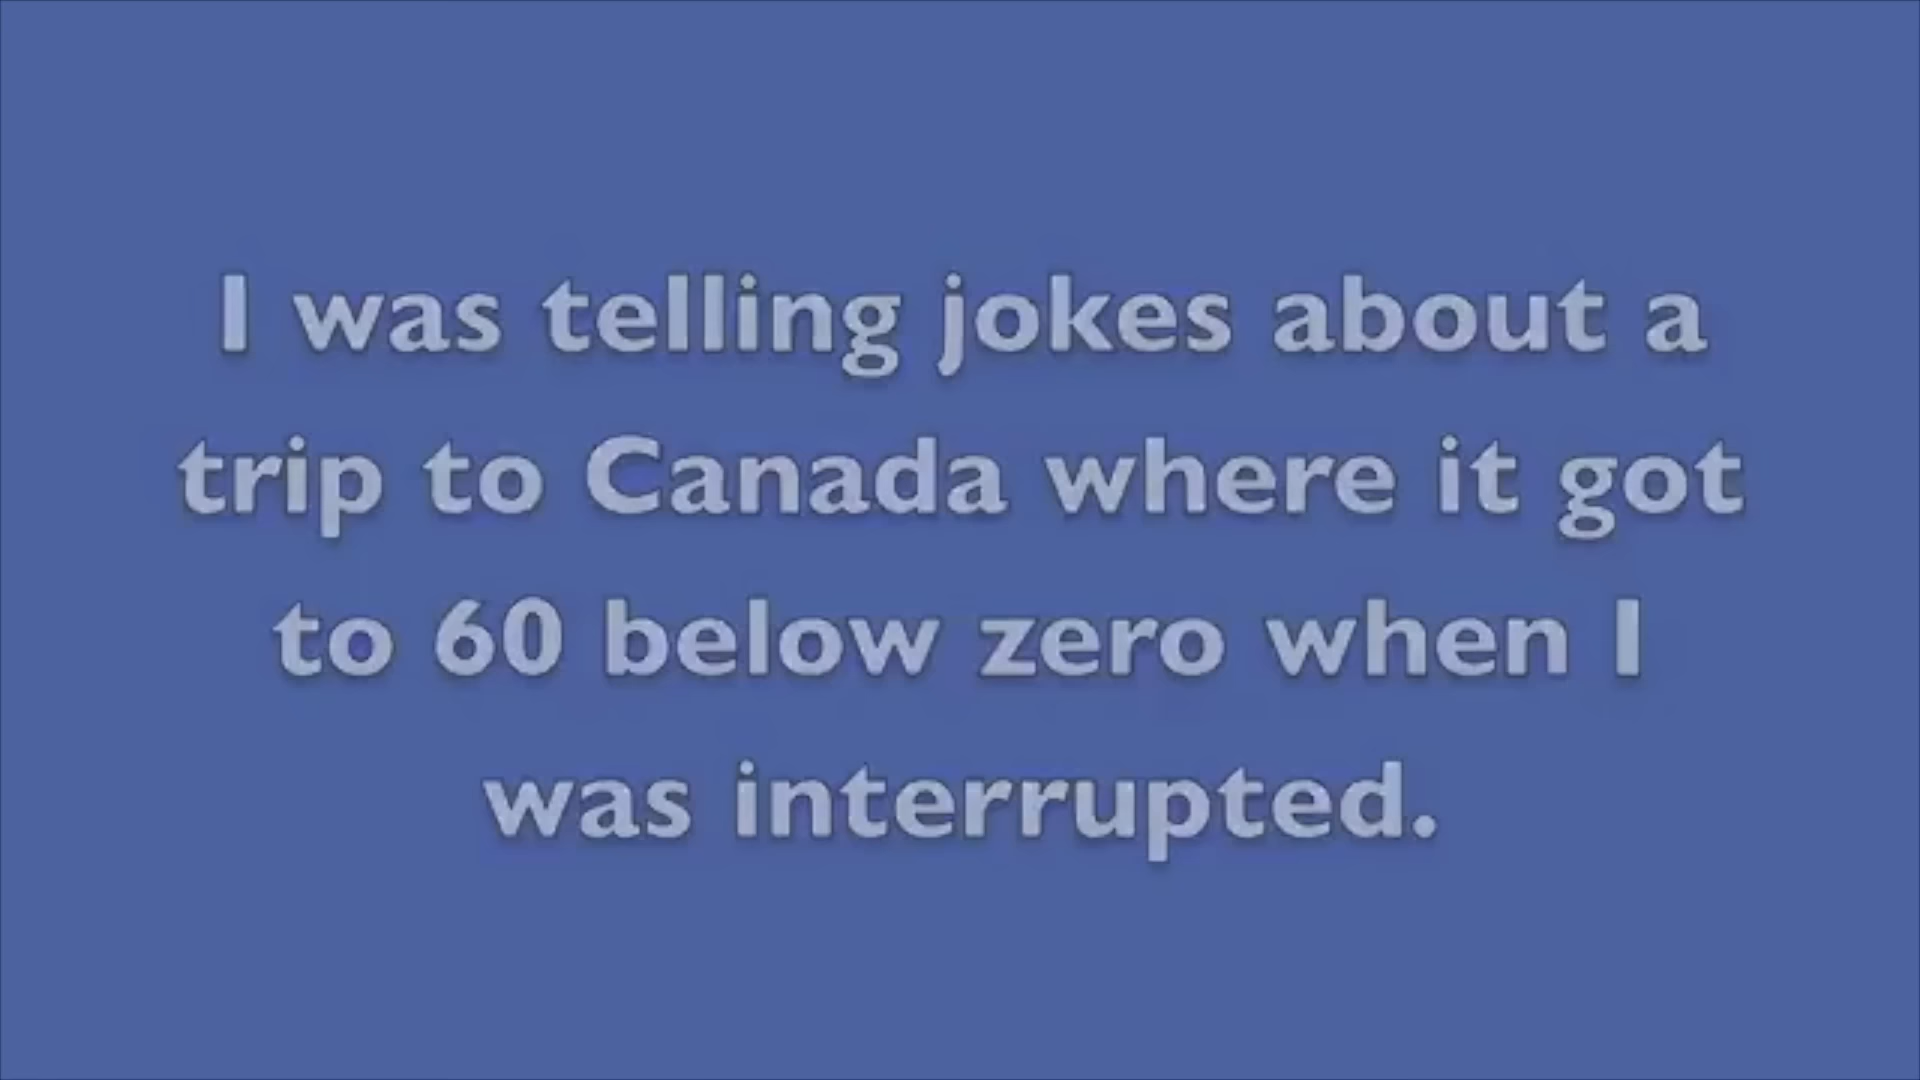 I was telling jokes about a
trip to Canada where it got
to 60 below zero when I
was interrupted.